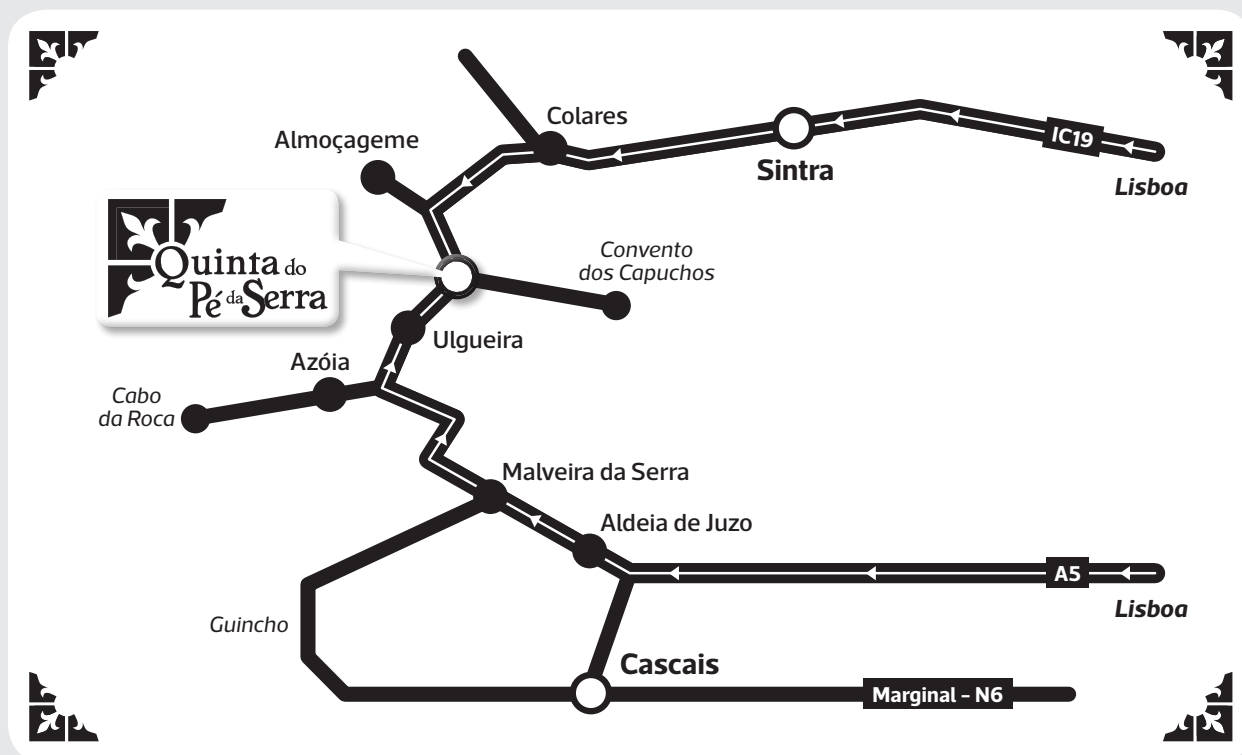 Colares
Almoçageme
IC19
Sintra
Lisboa
Quinta do
Pé da Serra
Convento
dos Capuchos
Ulgueira
Azóia
Cabo
da Roca
Malveira da Serra
Aldeia de Juzo
A5
Lisboa
Guincho
Cascais
Marginal - N6